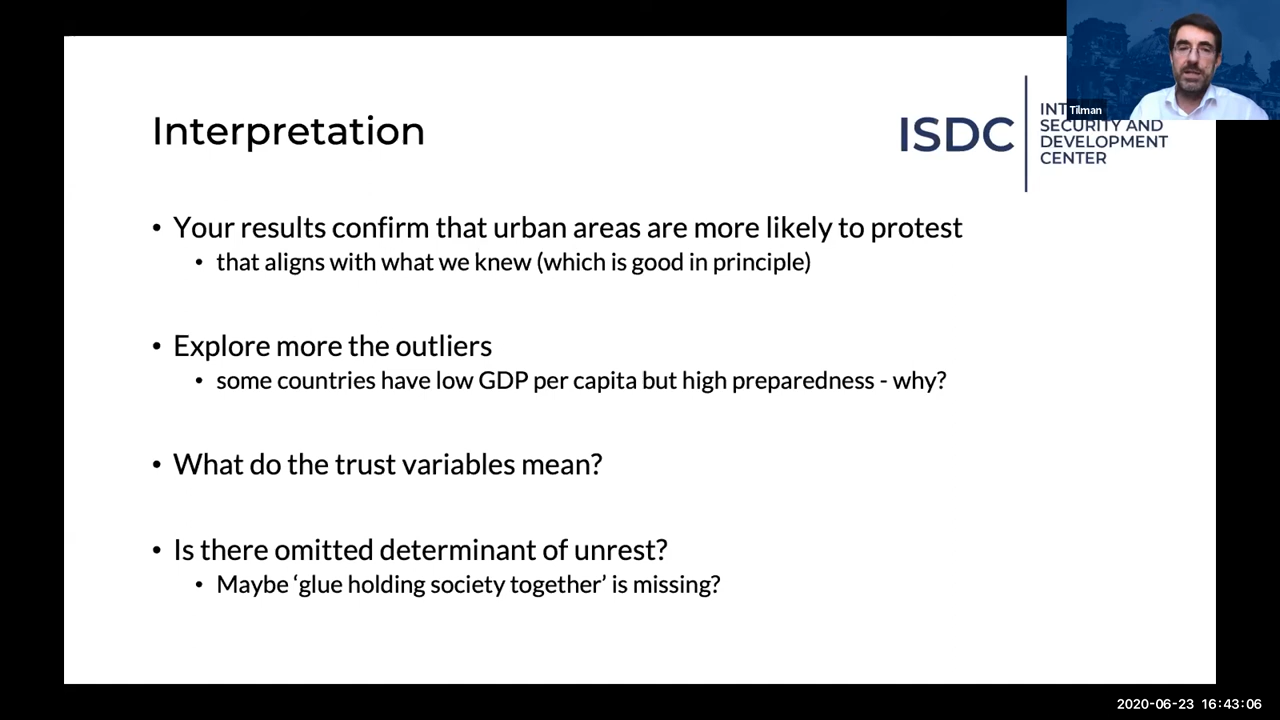 Tilman
Interpretation
ISDC
SECURITY AND
DEVELOPMENT
CENTER
• Your results confirm that urban areas are more likely to protest
• that aligns with what we knew (which is good in principle)
• Explore more the outliers
• some countries have low GDP per capita but high preparedness - why?
• What do the trust variables mean?
• Is there omitted determinant of unrest?
• Maybe ‘glue holding society together’ is missing?
2020-06-23 16:43:06